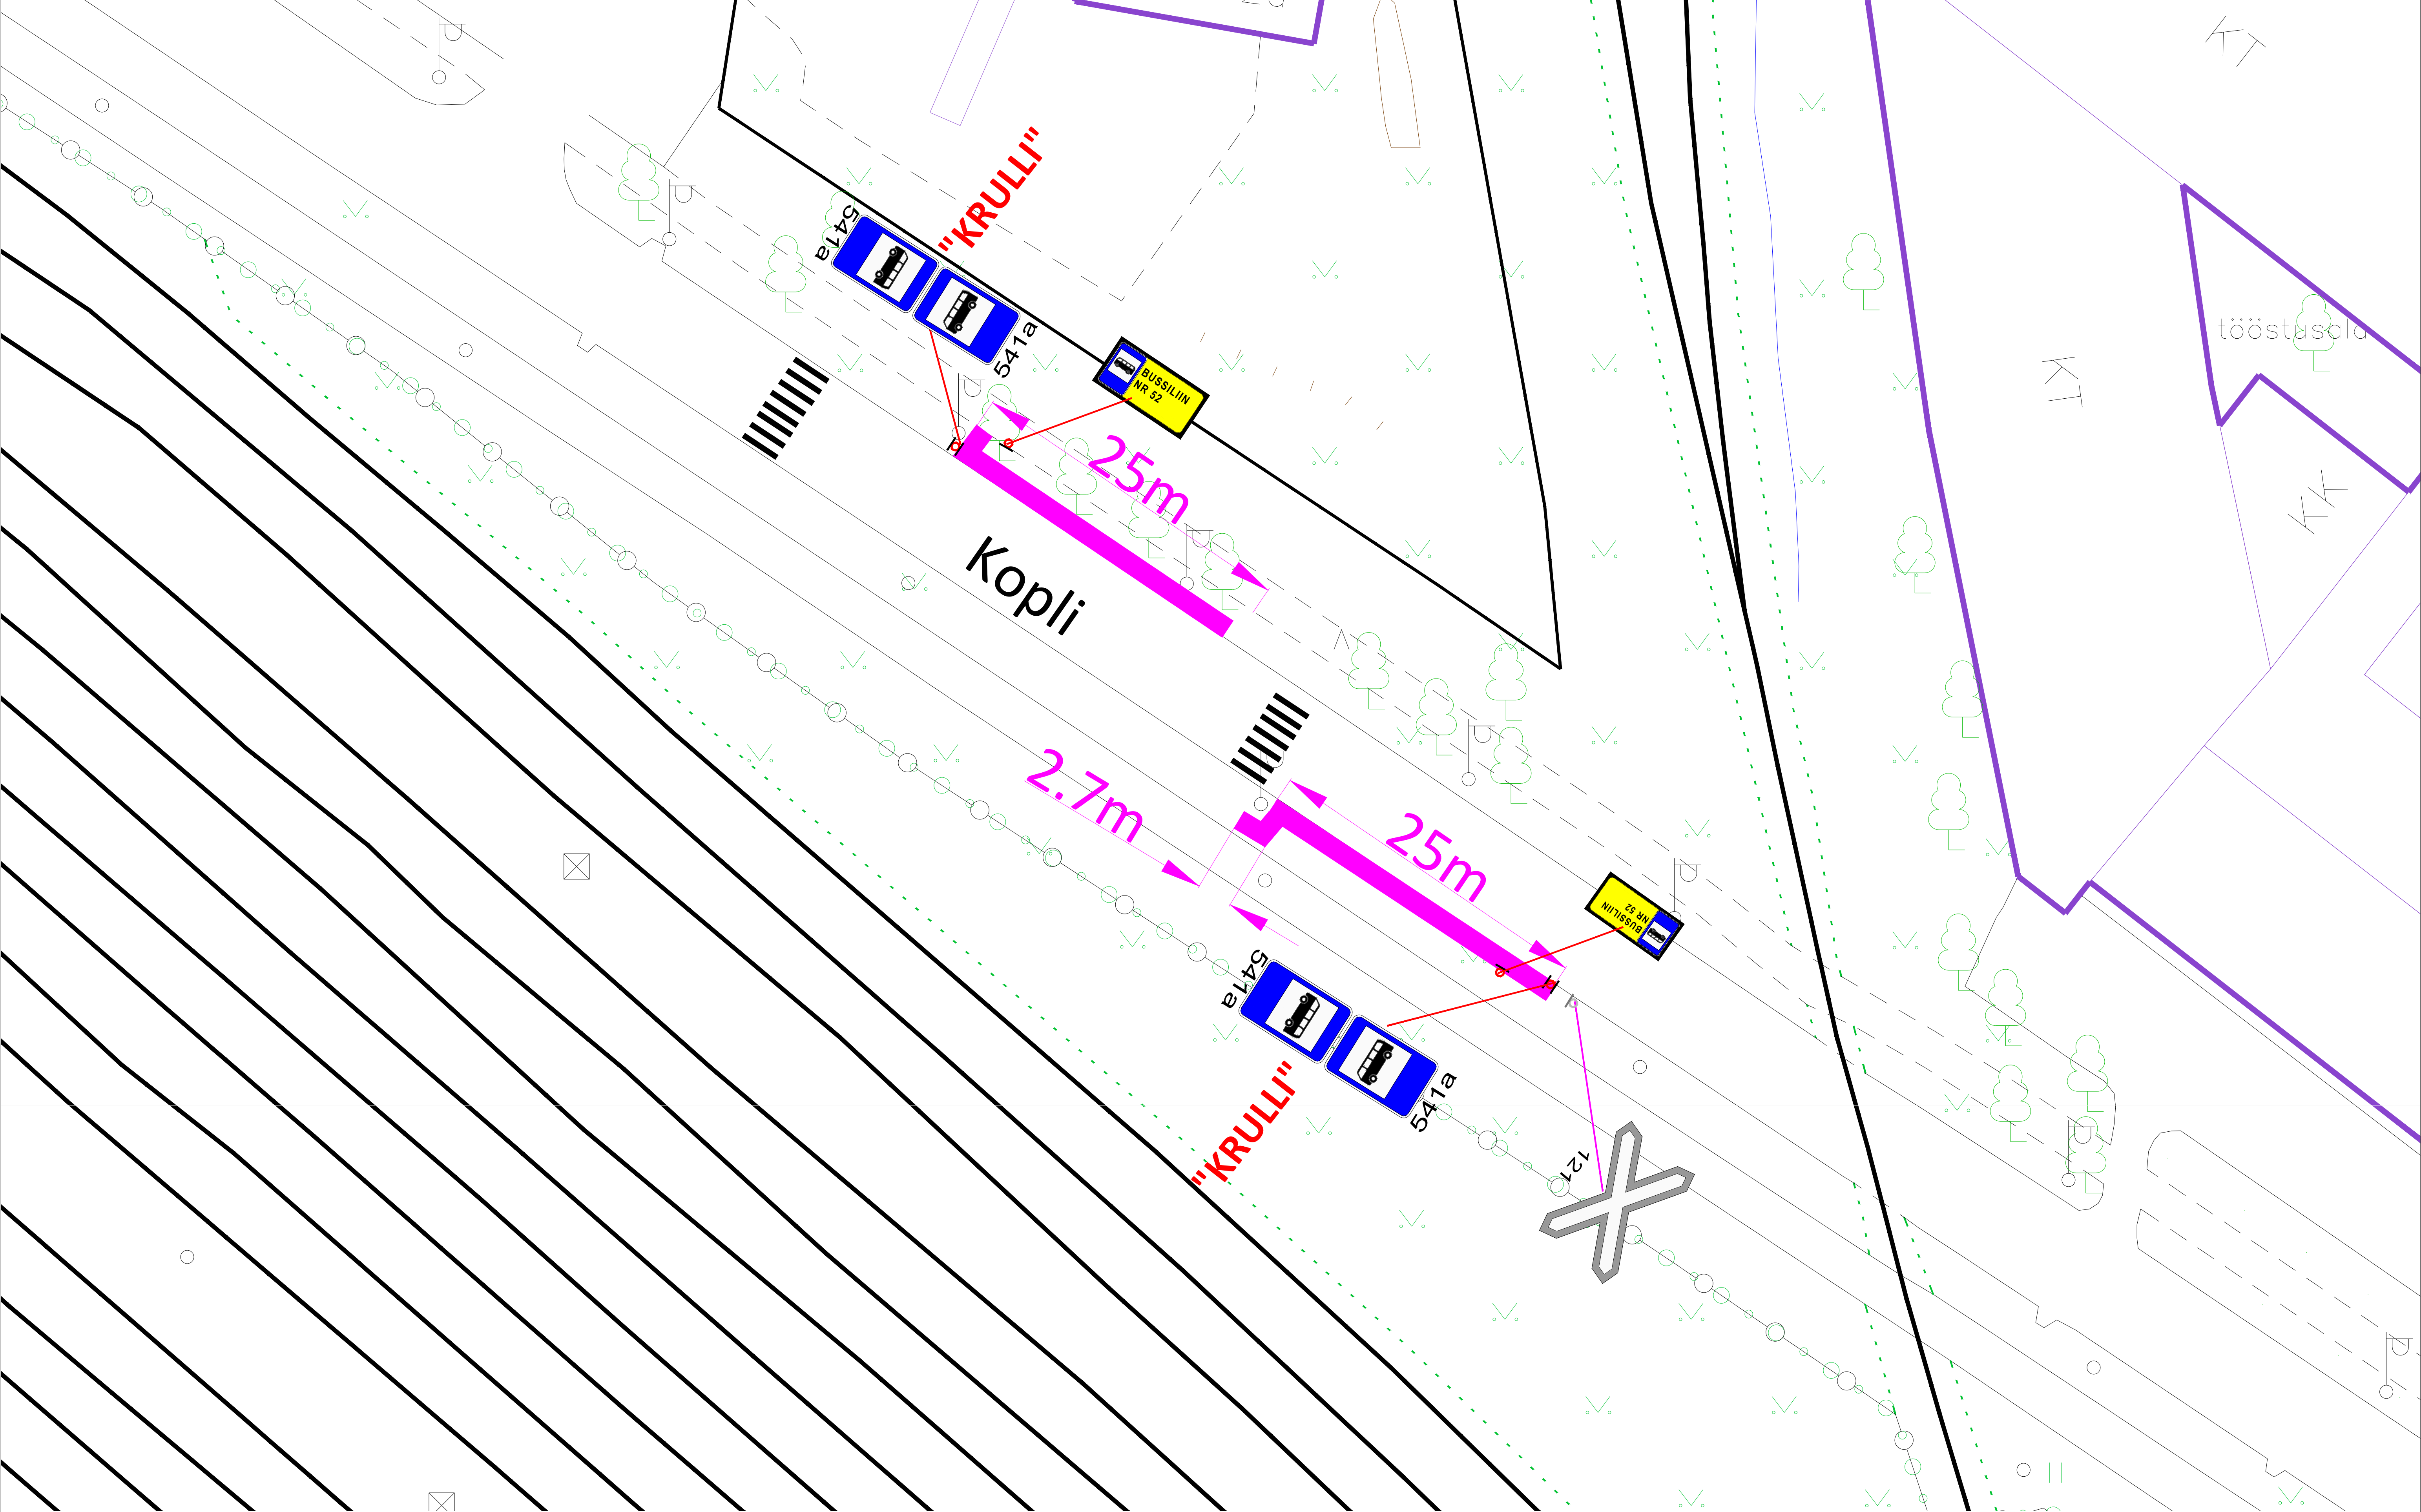 KT
"KRULLI"
541a
541a
tööstusala
BUSSILIIN
NR 52
KT
25m
KK
Kopli
A
2.7m
25m
BUSSILIIN
NR 52
541a
541a
"KRULLI"
121